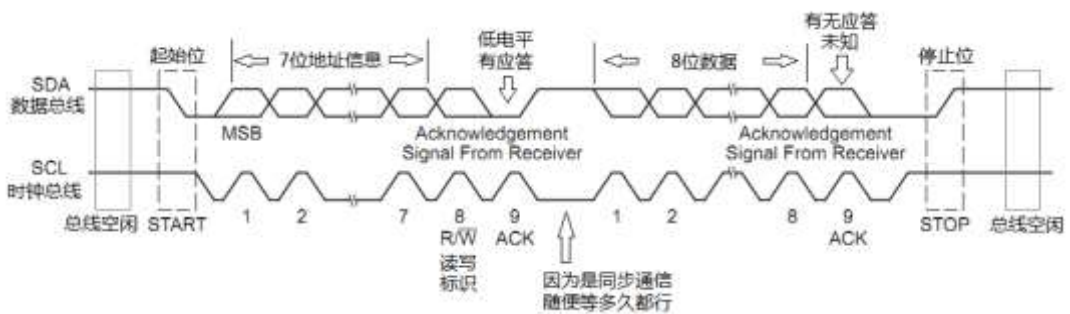 起始位
7位地址信息
低电平
有应答
8位数据
有无应答
未知
停止位
SDA
数据总线
MSB
Acknowledgement
Signal From Receiver
Acknowledgement
Signal From Receiver
SCL
时钟总线
总线空闲
START
1
2
7
8
9
1
2
8
9
STOP
总线空闲
R/W̅
ACK
ACK
读写
标识
因为是同步通信
随便等多久都行